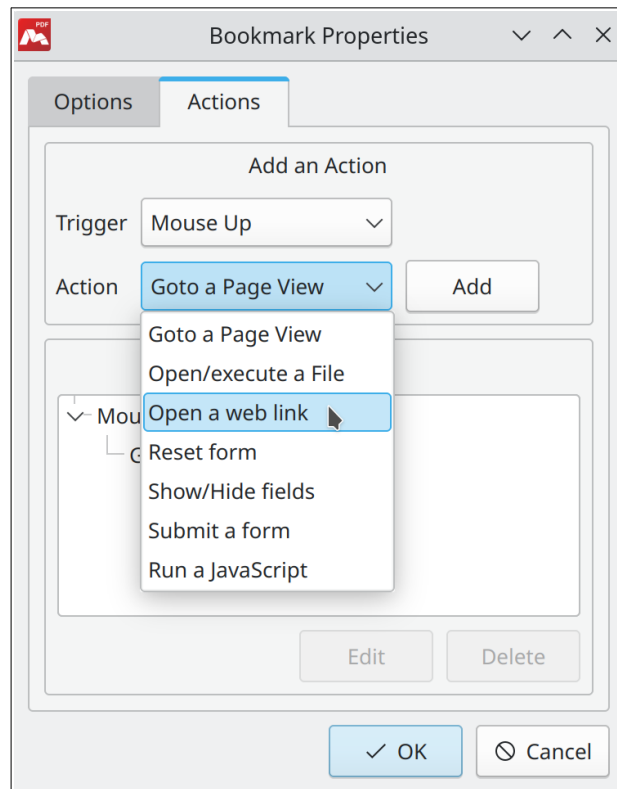 PDF
Bookmark Properties
Options Actions
Add an Action
Trigger Mouse Up
Action Goto a Page View Add
Goto a Page View
Open/execute a File
Open a web link
Reset form
Show/Hide fields
Submit a form
Run a JavaScript
Edit Delete
OK Cancel